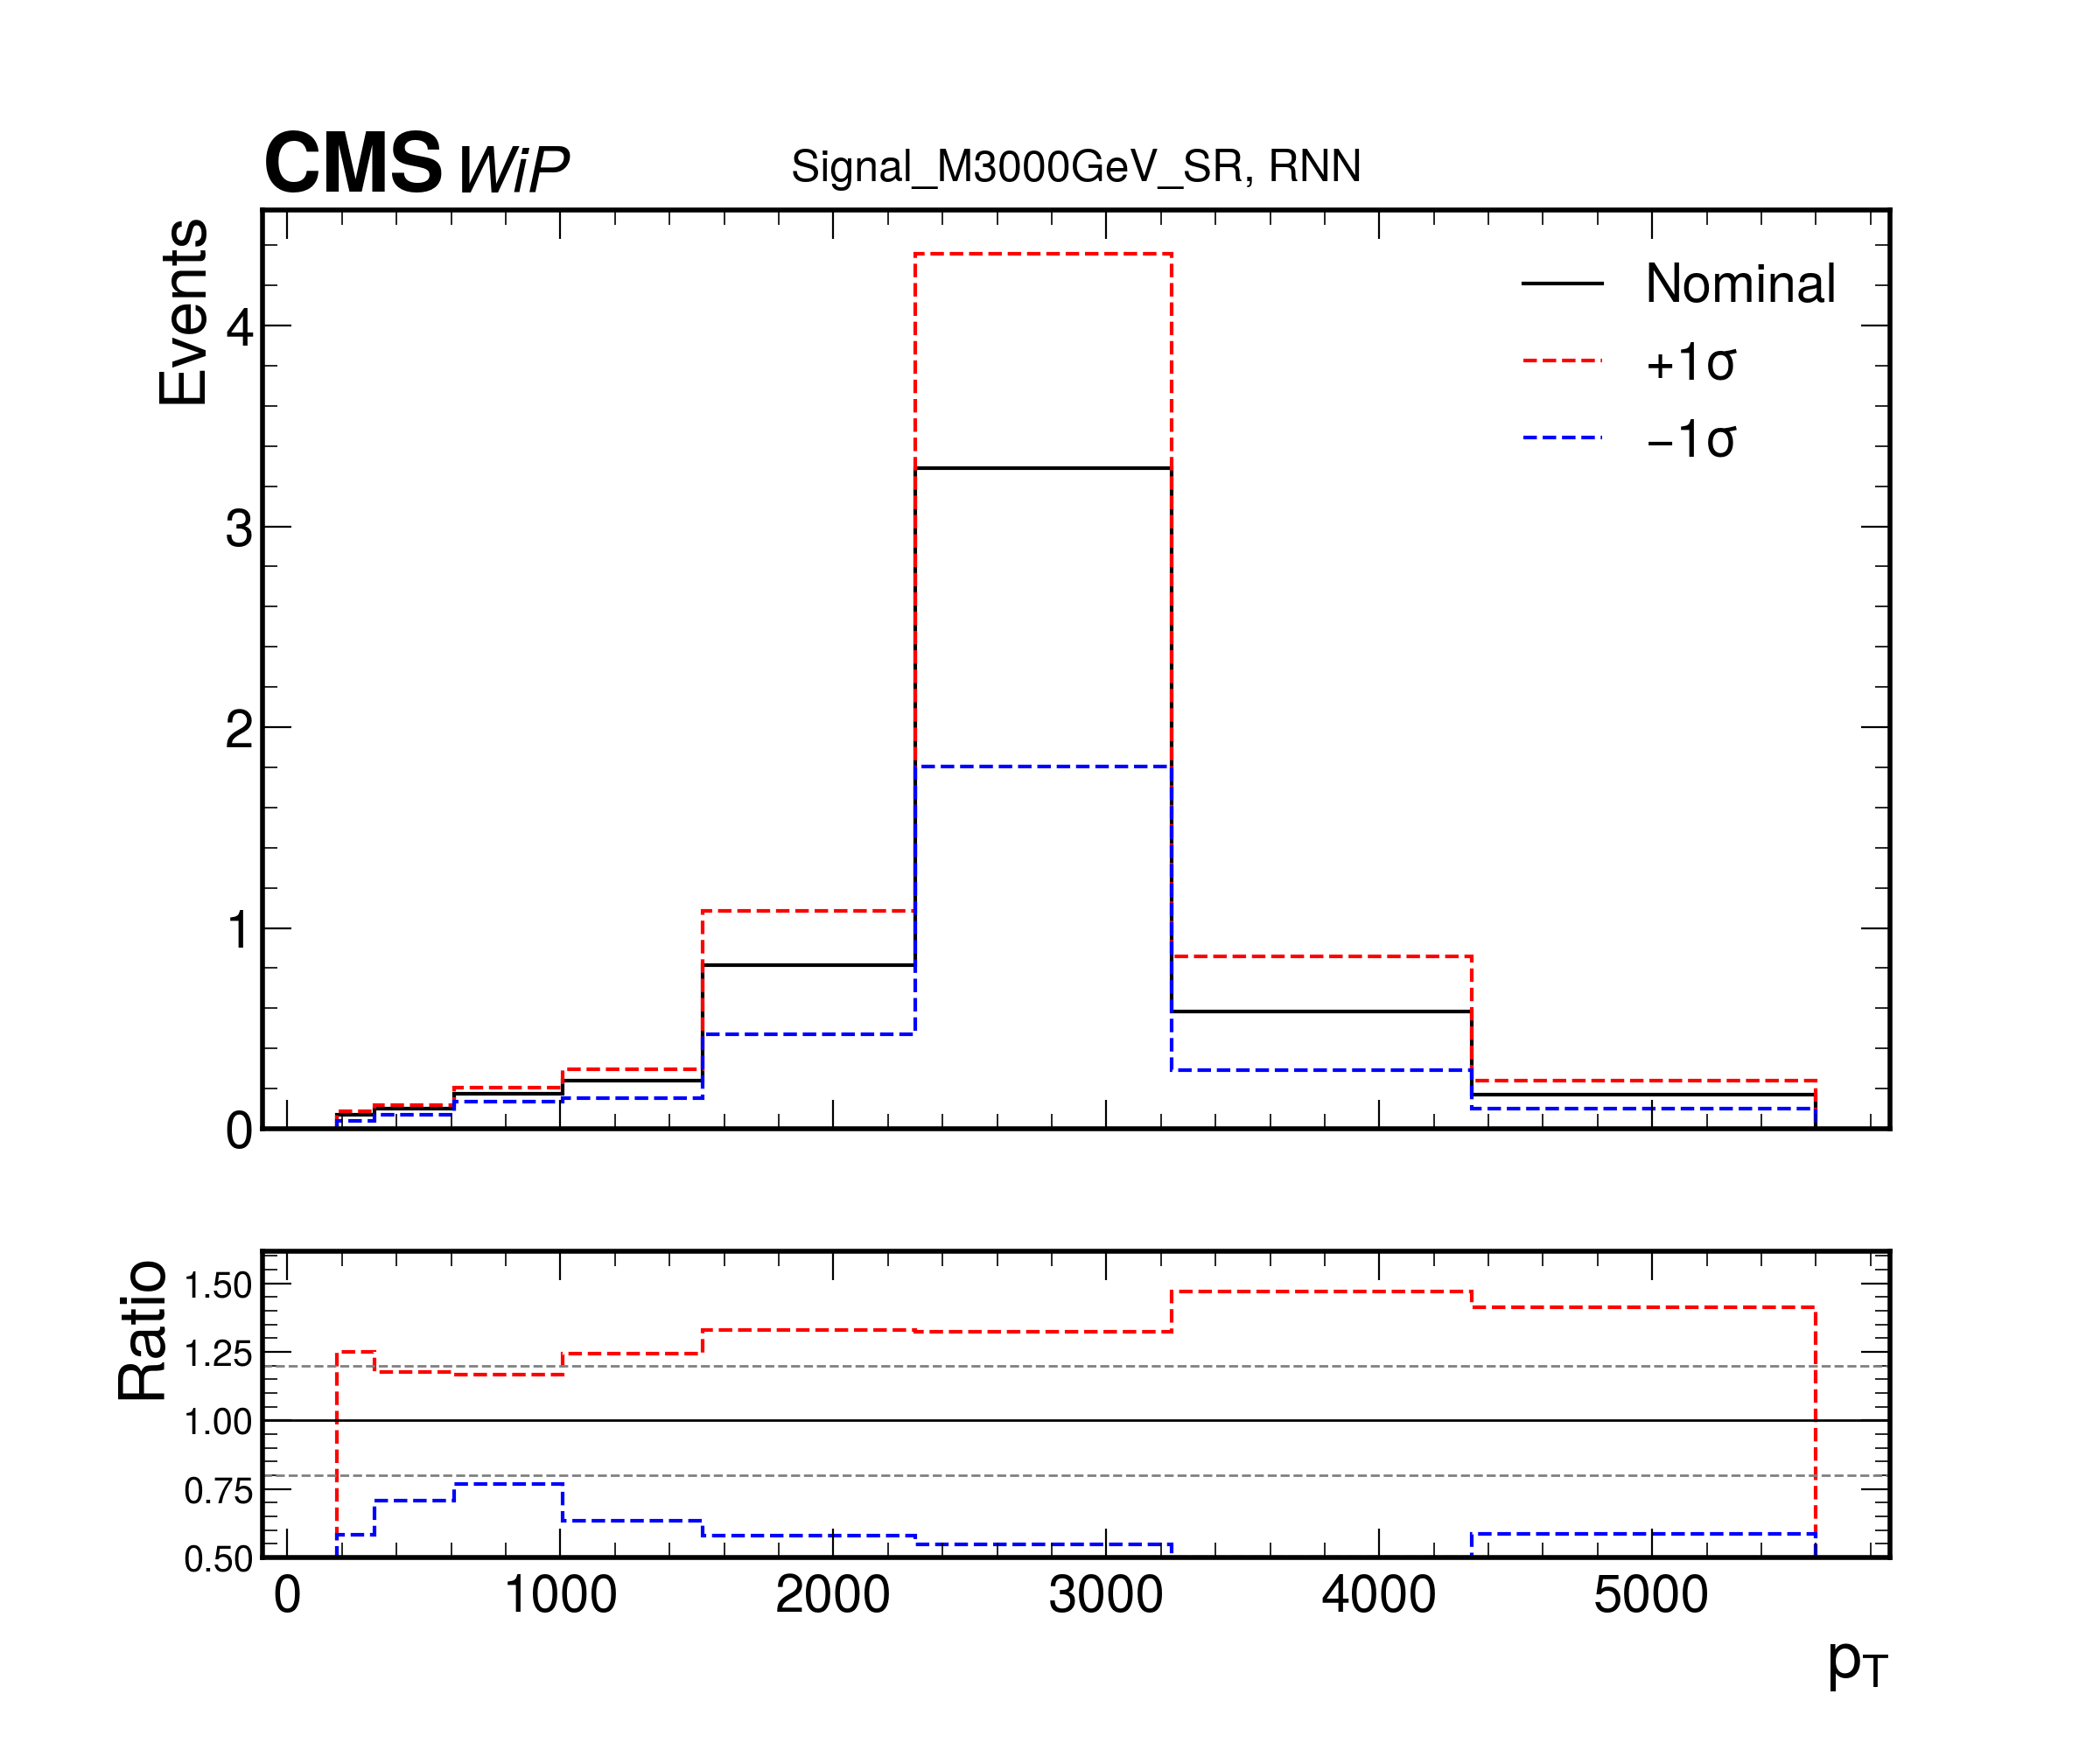 CMS WiP
Signal_M3000GeV_SR, RNN
Events
4
3
2
1
0
Nominal
+1σ
−1σ
Ratio
1.50
1.25
1.00
0.75
0.50
0 1000 2000 3000 4000 5000
pT